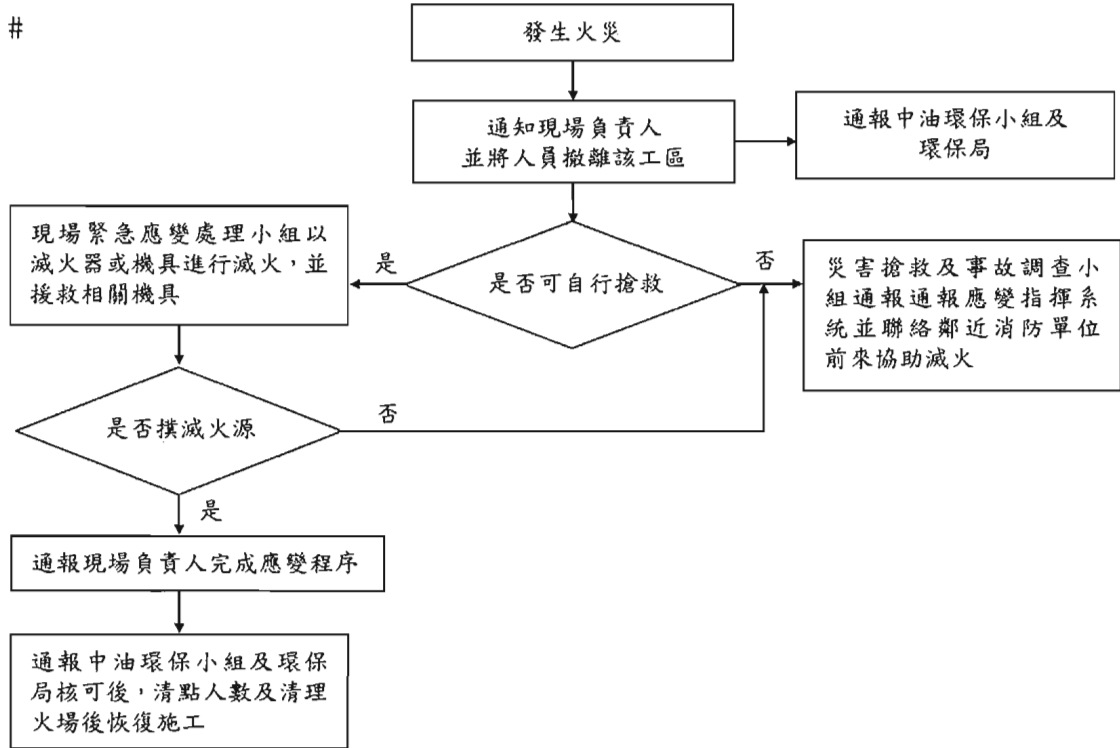 #
發生火災
通知現場負責人
並將人員撤離該工區
通報中油環保小組及
環保局
現場緊急應變處理小組以
滅火器或機具進行滅火，並
援救相關機具
是
是否可自行搶救
否
災害搶救及事故調查小
組通報通報應變指揮系
統並聯絡鄰近消防單位
前來協助滅火
是否撲滅火源
否
是
通報現場負責人完成應變程序
通報中油環保小組及環保
局核可後，清點人數及清理
火場後恢復施工